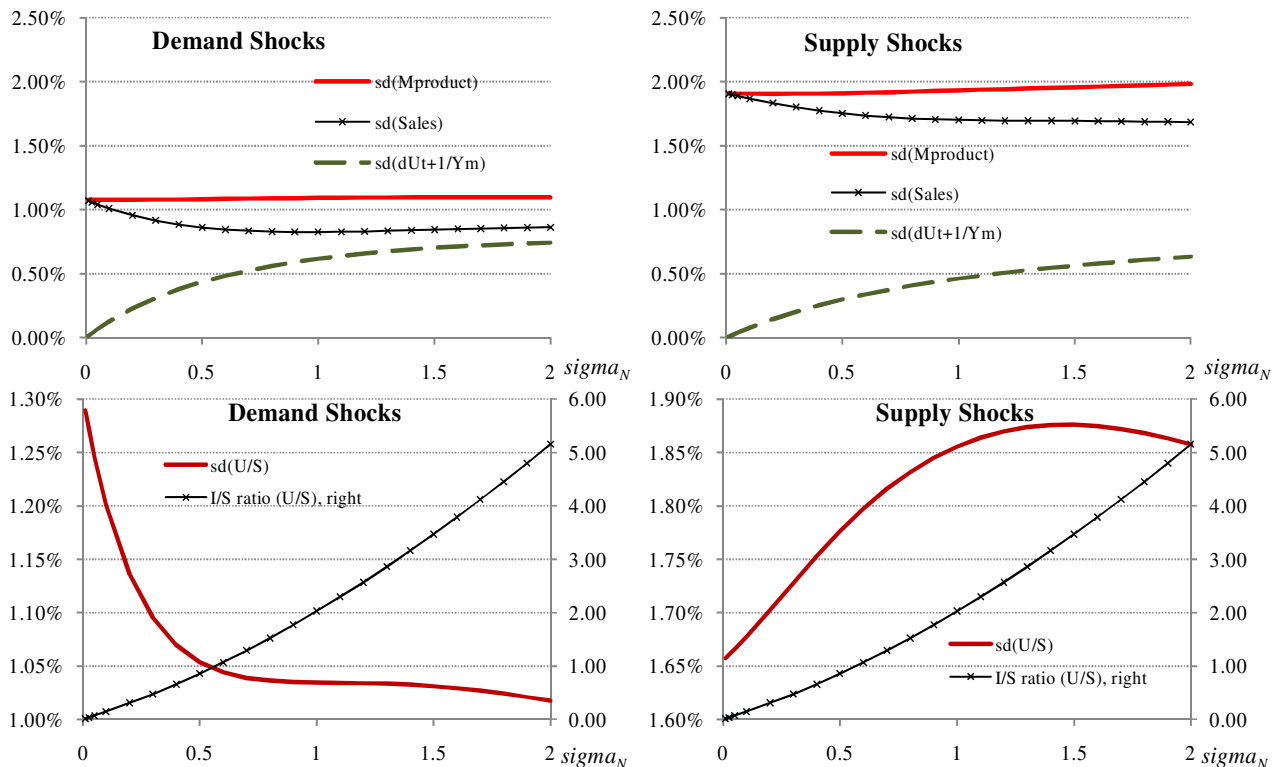 Demand Shocks
2.50%
2.00%
1.50%
1.00%
0.50%
0.00%
sd(Mproduct)
sd(Sales)
sd(dUt+1/Ym)
0 0.5 1 1.5 2 sigma_N
Supply Shocks
2.50%
2.00%
1.50%
1.00%
0.50%
0.00%
sd(Mproduct)
sd(Sales)
sd(dUt+1/Ym)
0 0.5 1 1.5 2 sigma_N
Demand Shocks
1.30%
1.25%
1.20%
1.15%
1.10%
1.05%
1.00%
sd(U/S)
I/S ratio (U/S), right
6.00
5.00
4.00
3.00
2.00
1.00
0.00
0 0.5 1 1.5 2 sigma_N
Supply Shocks
1.90%
1.85%
1.80%
1.75%
1.70%
1.65%
1.60%
sd(U/S)
I/S ratio (U/S), right
6.00
5.00
4.00
3.00
2.00
1.00
0.00
0 0.5 1 1.5 2 sigma_N